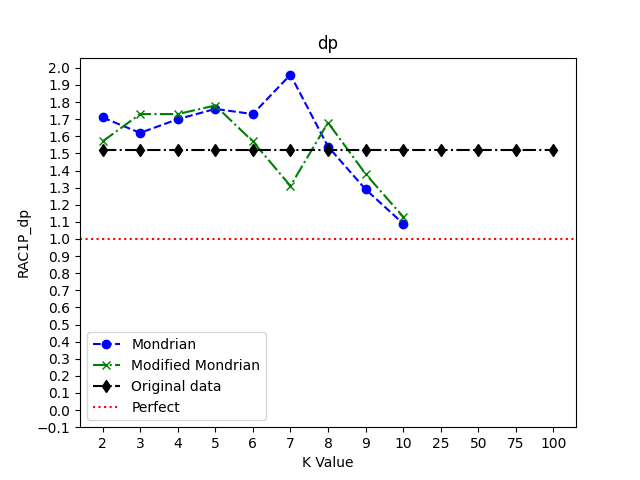 dp
RAC1P_dp
2.0
1.9
1.8
1.7
1.6
1.5
1.4
1.3
1.2
1.1
1.0
0.9
0.8
0.7
0.6
0.5
0.4
0.3
0.2
0.1
0.0
−0.1
Mondrian
Modified Mondrian
Original data
Perfect
2 3 4 5 6 7 8 9 10 25 50 75 100
K Value